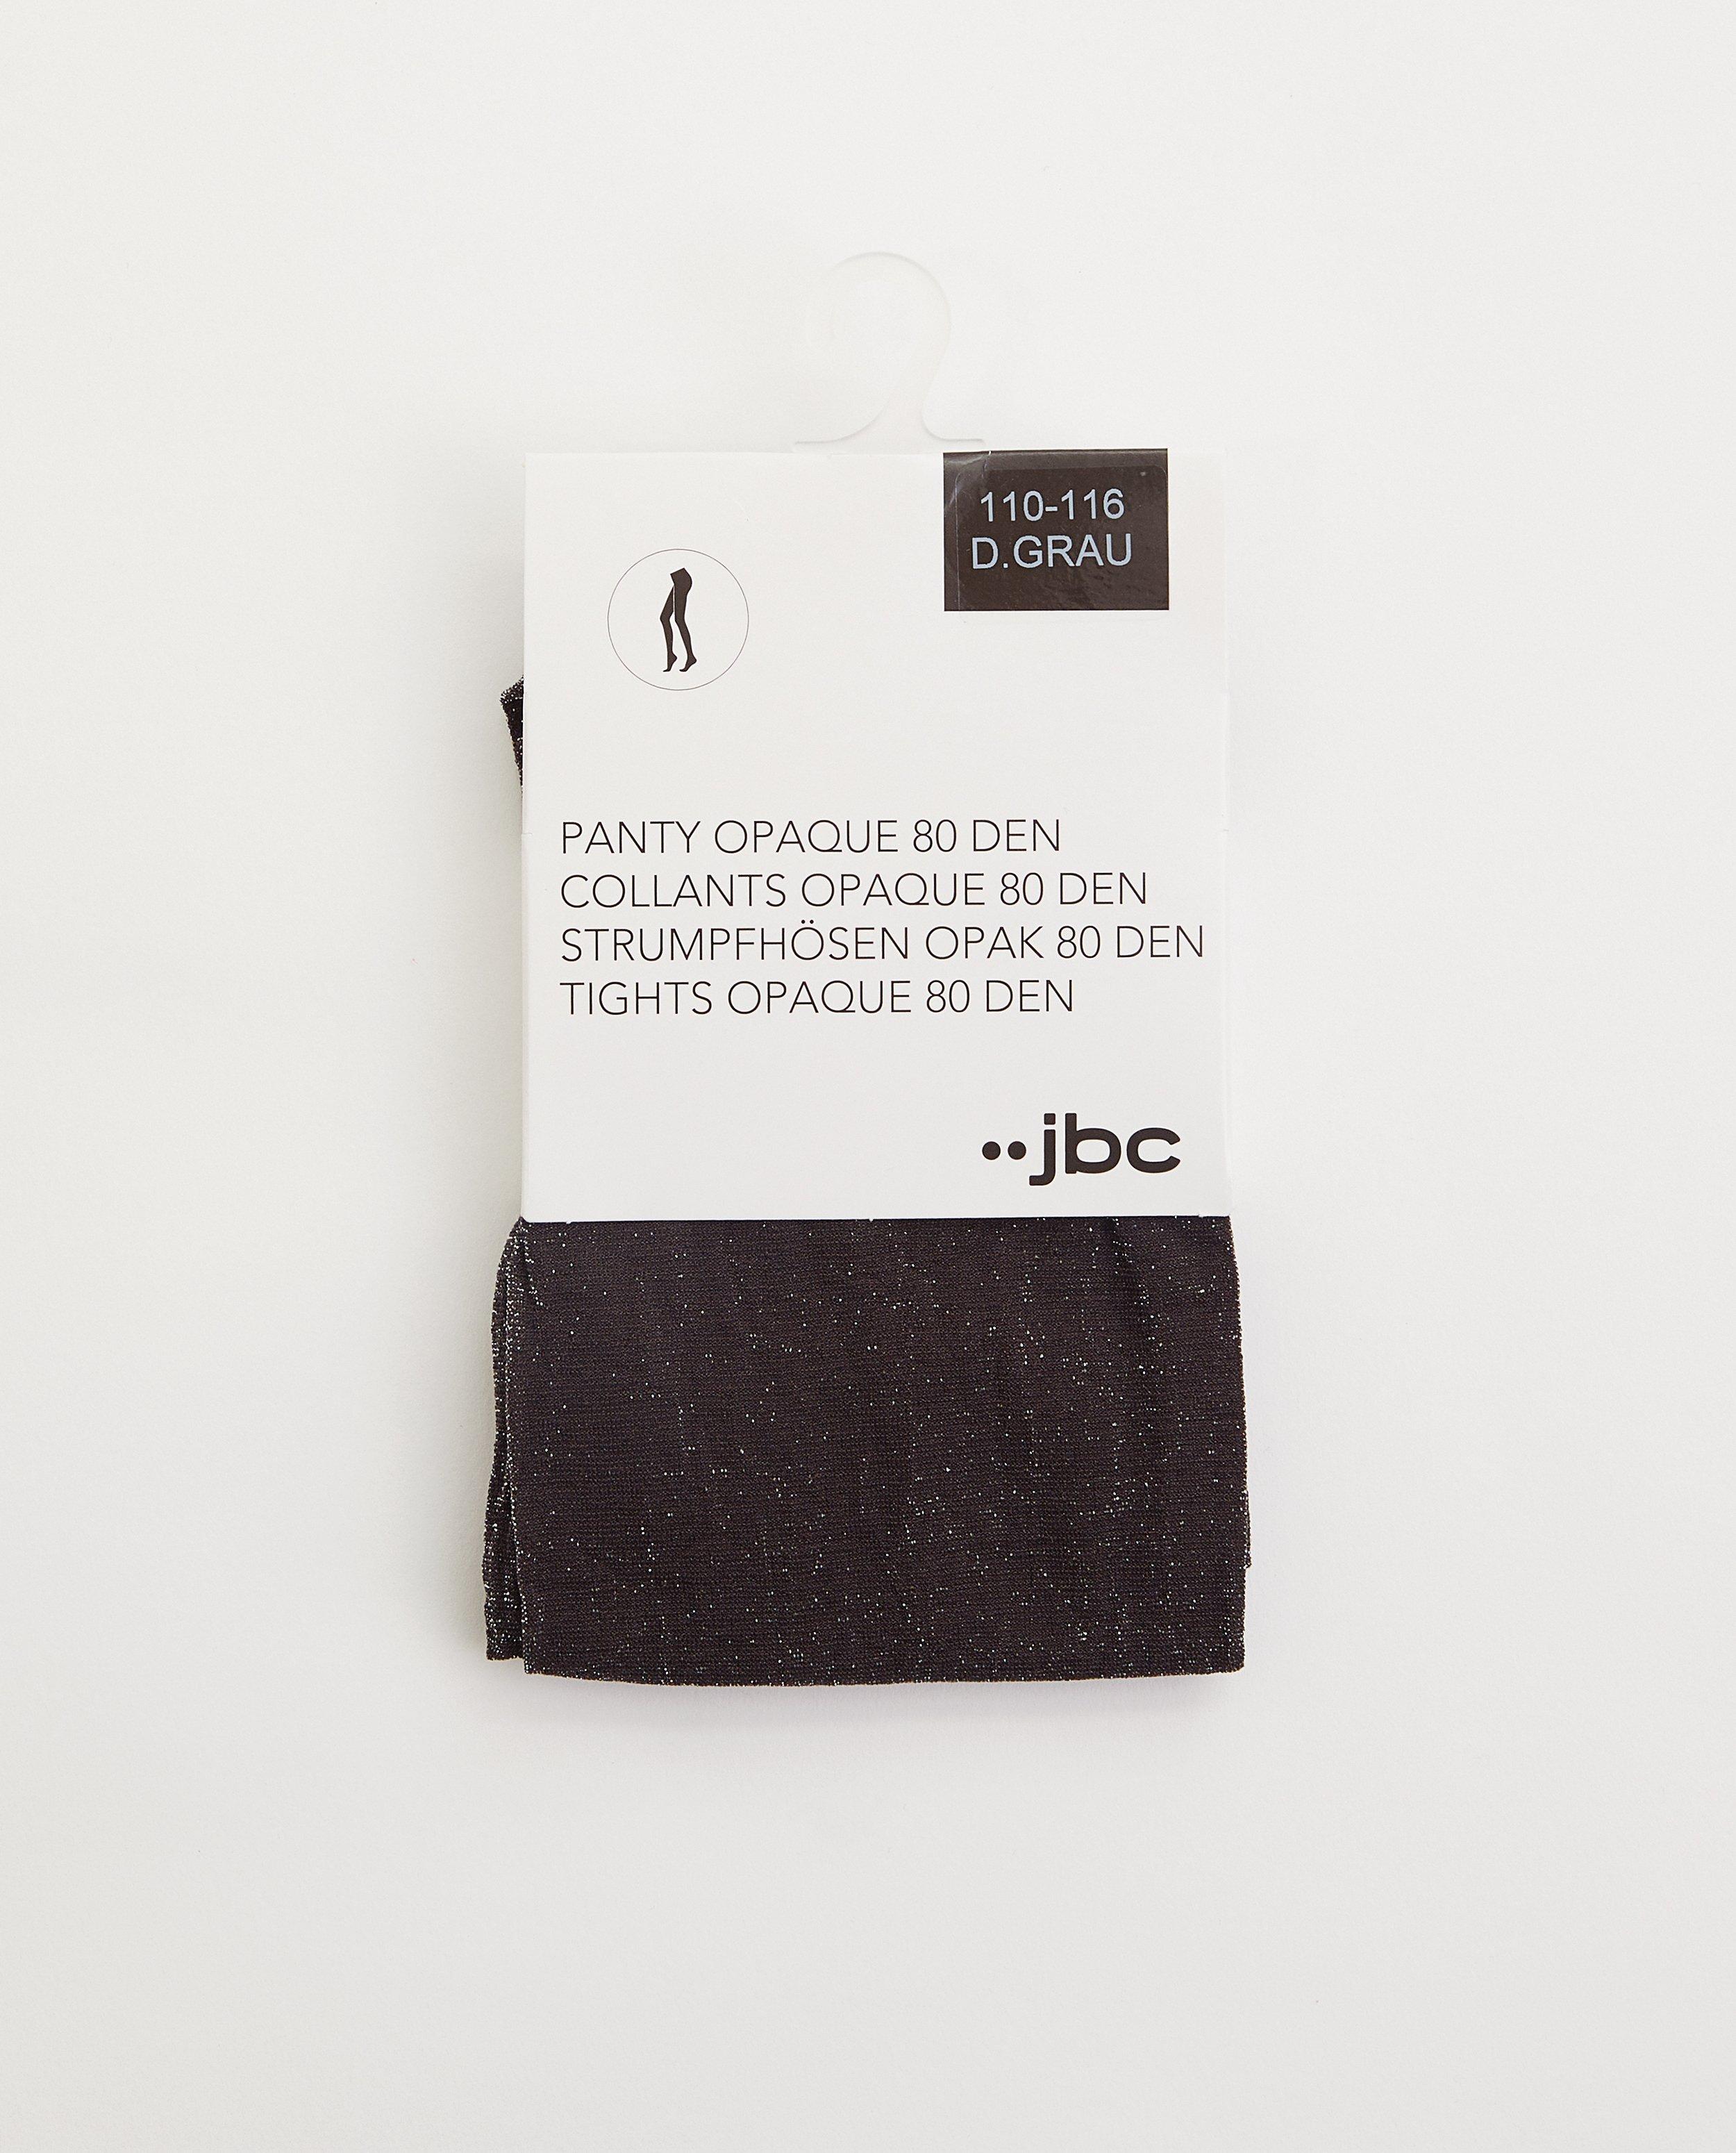 110-116
D.GRAU
PANTY OPAQUE 80 DEN
COLLANTS OPAQUE 80 DEN
STRUMPFHÖSEN OPAK 80 DEN
TIGHTS OPAQUE 80 DEN
jbc